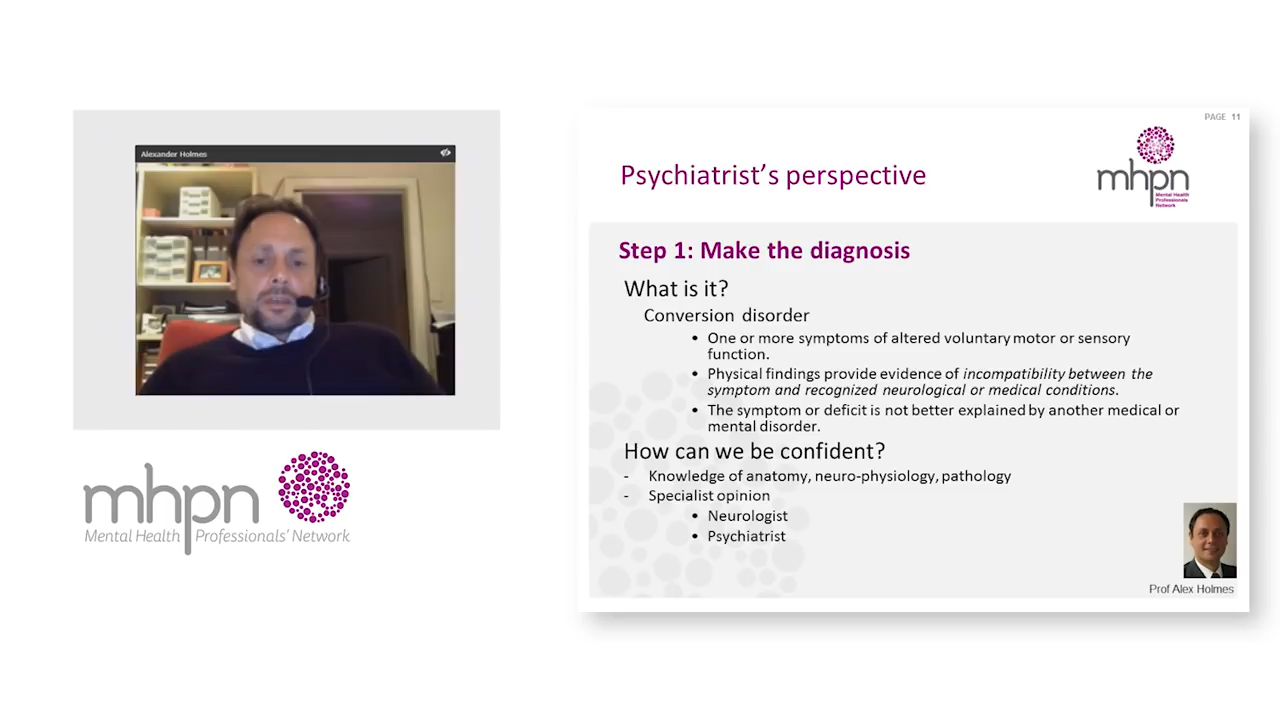 Alexander Holmes
mhpn
Mental Health Professionals' Network
PAGE 11
Psychiatrist's perspective
mhpn
Mental Health
Professionals
Network
Step 1: Make the diagnosis
What is it?
Conversion disorder
• One or more symptoms of altered voluntary motor or sensory
function.
• Physical findings provide evidence of incompatibility between the
symptom and recognized neurological or medical conditions.
• The symptom or deficit is not better explained by another medical or
mental disorder.
How can we be confident?
- Knowledge of anatomy, neuro-physiology, pathology
- Specialist opinion
• Neurologist
• Psychiatrist
Prof Alex Holmes